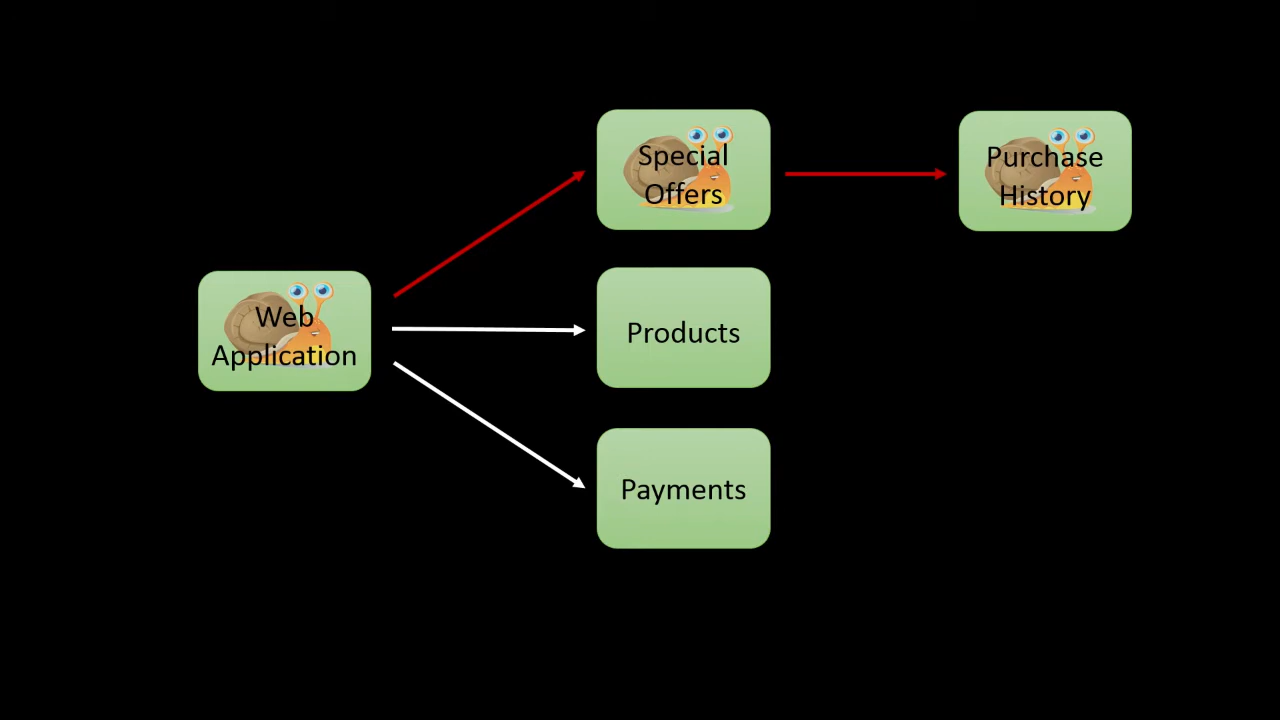 Special
Offers
Purchase
History
Web
Application
Products
Payments